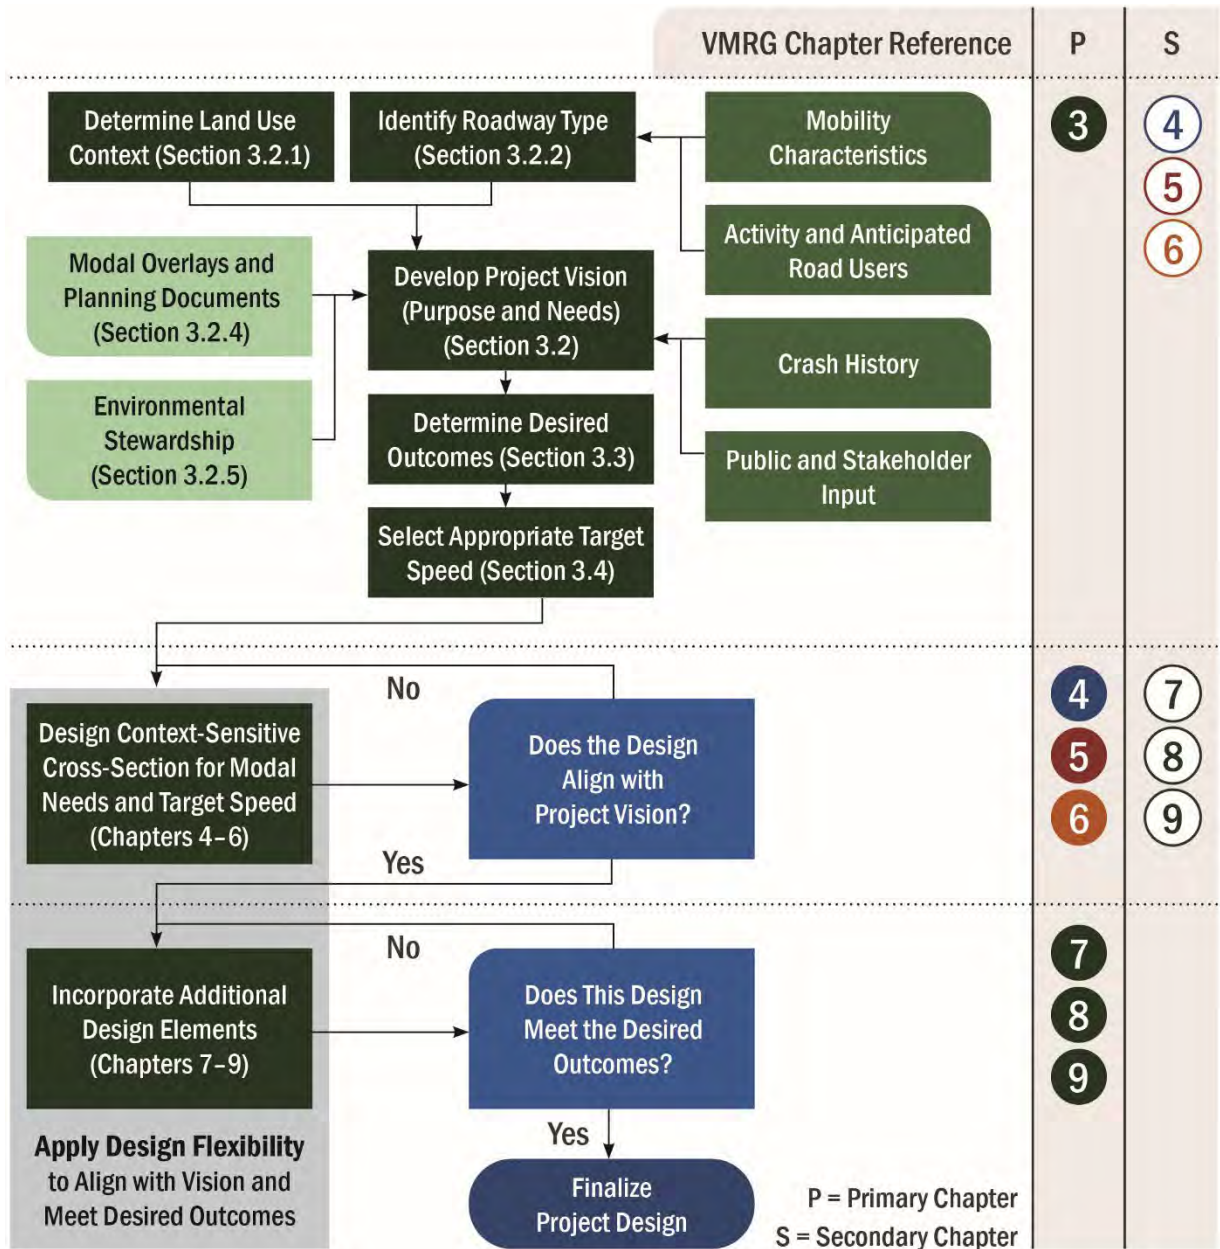 VMRG Chapter Reference
P
S
Determine Land Use
Context (Section 3.2.1)
Identify Roadway Type
(Section 3.2.2)
Mobility
Characteristics
3
4
5
6
Activity and Anticipated
Road Users
Modal Overlays and
Planning Documents
(Section 3.2.4)
Develop Project Vision
(Purpose and Needs)
(Section 3.2)
Crash History
Environmental
Stewardship
(Section 3.2.5)
Determine Desired
Outcomes (Section 3.3)
Public and Stakeholder
Input
Select Appropriate Target
Speed (Section 3.4)
No
Design Context-Sensitive
Cross-Section for Modal
Needs and Target Speed
(Chapters 4–6)
Does the Design
Align with
Project Vision?
Yes
4
5
6
7
8
9
No
Incorporate Additional
Design Elements
(Chapters 7–9)
Does This Design
Meet the Desired
Outcomes?
7
8
9
Yes
Apply Design Flexibility
to Align with Vision and
Meet Desired Outcomes
Finalize
Project Design
P = Primary Chapter
S = Secondary Chapter